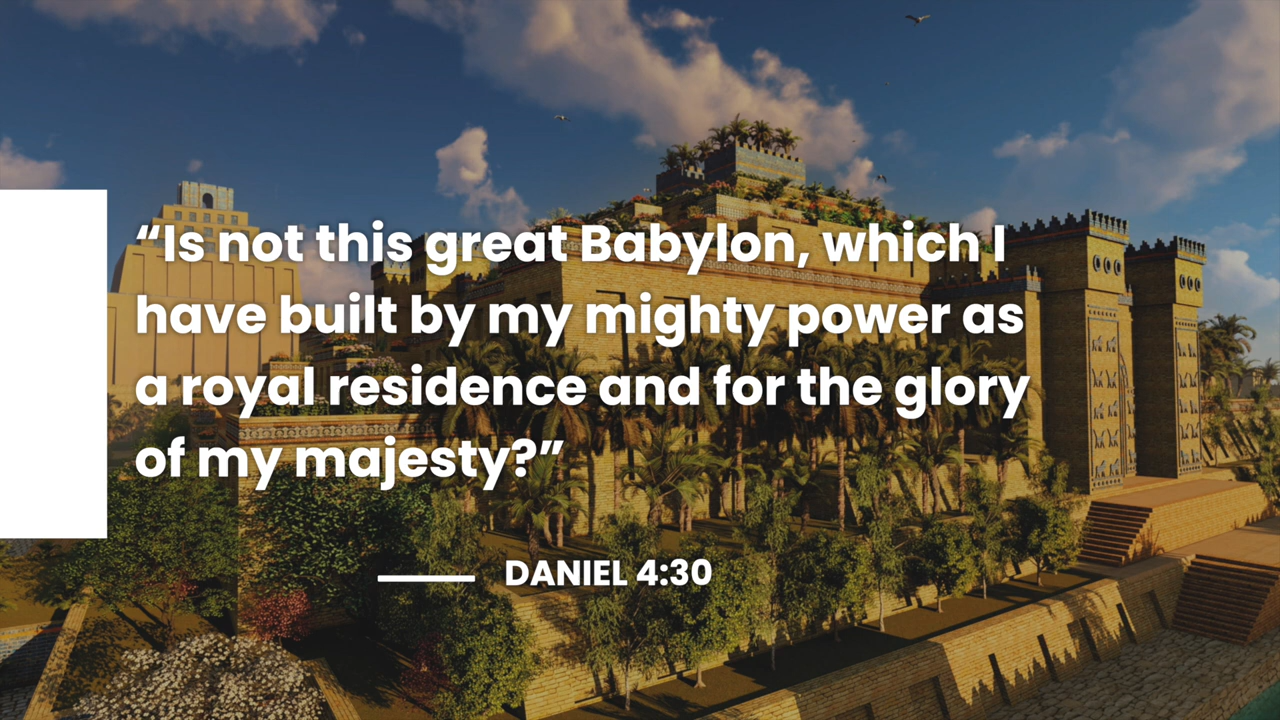 “Is not this great Babylon, which I
have built by my mighty power as
a royal residence and for the glory
of my majesty?”
DANIEL 4:30